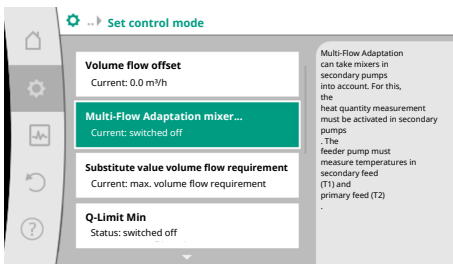 ..
Set control mode
Volume flow offset
Current: 0.0 m³/h
Multi-Flow Adaptation mixer...
Current: switched off
Substitute value volume flow requirement
Current: max. volume flow requirement
Q-Limit Min
Status: switched off
Multi-Flow Adaptation
can take mixers in
secondary pumps
into account. For this,
the
heat quantity measurement
must be activated in secondary
pumps
. The
feeder pump must
measure temperatures in
secondary feed
(T1) and
primary feed (T2)
.
?